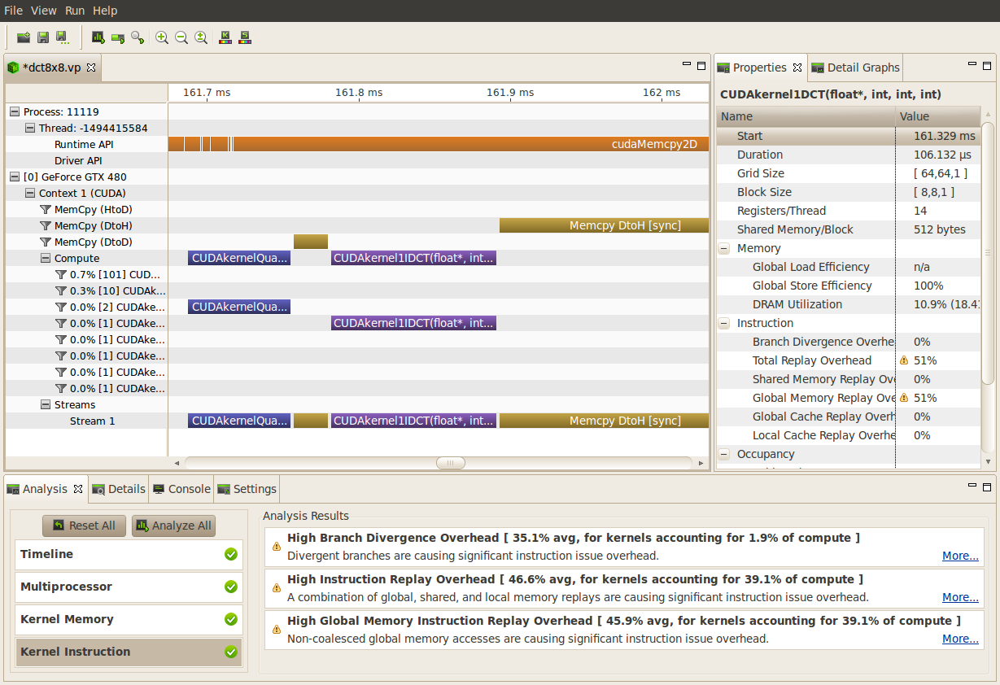 File View Run Help
*dct8x8.vp
161.7 ms 161.8 ms 161.9 ms 162 ms
Process: 11119
Thread: -1494415584
Runtime API cudaMemcpy2D
Driver API
[0] GeForce GTX 480
Context 1 (CUDA)
MemCpy (HtoD)
MemCpy (DtoH) Memcpy DtoH [sync]
MemCpy (DtoD)
Compute CUDAkernelQua... CUDAkernel1IDCT(float*, int...
0.7% [101] CUD...
0.3% [10] CUDAk...
0.0% [2] CUDAke... CUDAkernelQua...
0.0% [1] CUDAke... CUDAkernel1IDCT(float*, int...
0.0% [1] CUDAke...
0.0% [1] CUDAke...
0.0% [1] CUDAke...
0.0% [1] CUDAke...
Streams
Stream 1 CUDAkernelQua... CUDAkernel1IDCT(float*, int... Memcpy DtoH [sync]
Properties Detail Graphs
CUDAkernel1DCT(float*, int, int, int)
Name Value
Start 161.329 ms
Duration 106.132 µs
Grid Size [ 64,64,1 ]
Block Size [ 8,8,1 ]
Registers/Thread 14
Shared Memory/Block 512 bytes
Memory
Global Load Efficiency n/a
Global Store Efficiency 100%
DRAM Utilization 10.9% (18.4
Instruction
Branch Divergence Overhe 0%
Total Replay Overhead 51%
Shared Memory Replay Ov 0%
Global Memory Replay Ove 51%
Global Cache Replay Overh 0%
Local Cache Replay Overhe 0%
Occupancy
Analysis Details Console Settings
Reset All Analyze All
Timeline
Multiprocessor
Kernel Memory
Kernel Instruction
Analysis Results
High Branch Divergence Overhead [ 35.1% avg, for kernels accounting for 1.9% of compute ]
Divergent branches are causing significant instruction issue overhead. More...
High Instruction Replay Overhead [ 46.6% avg, for kernels accounting for 39.1% of compute ]
A combination of global, shared, and local memory replays are causing significant instruction issue overhead. More...
High Global Memory Instruction Replay Overhead [ 45.9% avg, for kernels accounting for 39.1% of compute ]
Non-coalesced global memory accesses are causing significant instruction issue overhead. More...